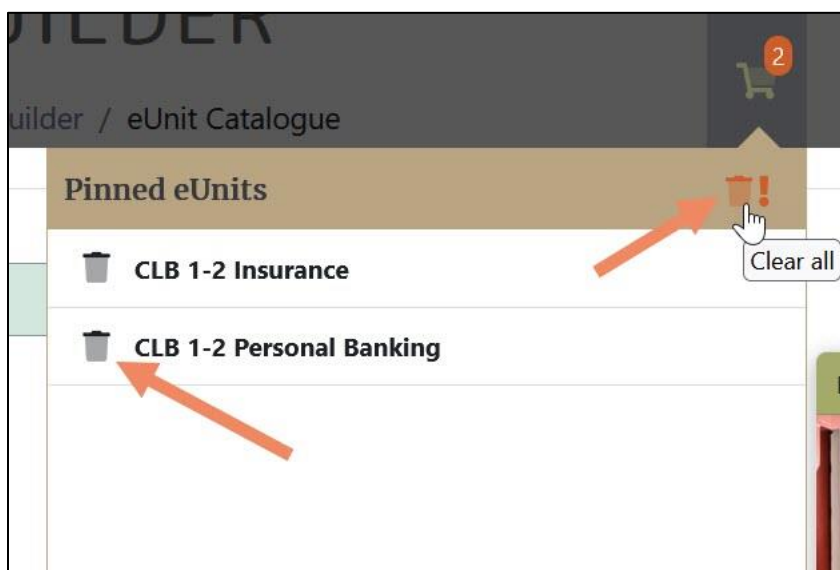 UILDER
2
uilder / eUnit Catalogue
Pinned eUnits
!
Clear all
CLB 1-2 Insurance
CLB 1-2 Personal Banking